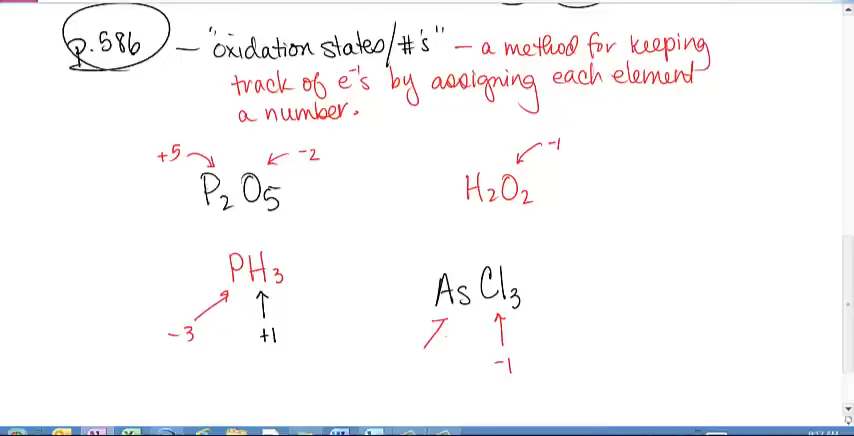 p.586 — "oxidation states/#'s" — a method for keeping
track of e⁻'s by assigning each element
a number.
+5 -2 -1
P₂O₅ H₂O₂
PH₃ AsCl₃
-3 +1 -1